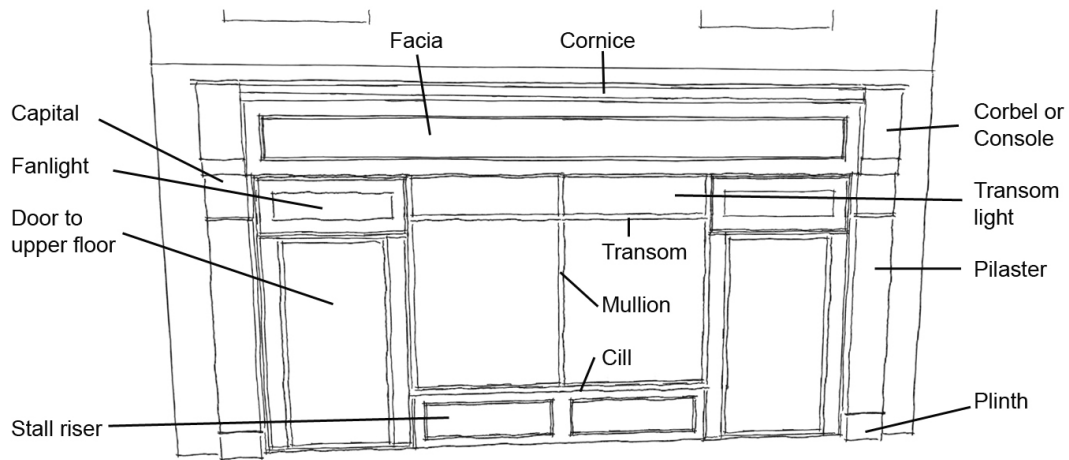 Facia
Cornice
Capital
Fanlight
Door to
upper floor
Stall riser
Transom
Mullion
Cill
Corbel or
Console
Transom
light
Pilaster
Plinth